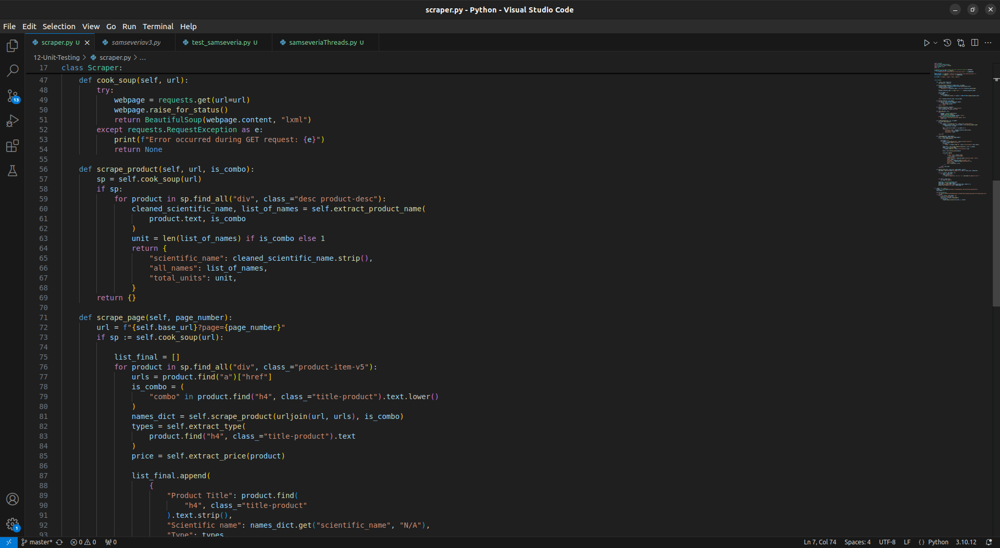 scraper.py - Python - Visual Studio Code
File Edit Selection View Go Run Terminal Help
scraper.py U samseveriav3.py test_samseveria.py U samseveriaThreads.py U
12-Unit-Testing > scraper.py > ...
17 class Scraper:
47 def cook_soup(self, url):
48 try:
49 webpage = requests.get(url=url)
50 webpage.raise_for_status()
51 return BeautifulSoup(webpage.content, "lxml")
52 except requests.RequestException as e:
53 print(f"Error occurred during GET request: {e}")
54 return None
55
56 def scrape_product(self, url, is_combo):
57 sp = self.cook_soup(url)
58 if sp:
59 for product in sp.find_all("div", class_="desc product-desc"):
60 cleaned_scientific_name, list_of_names = self.extract_product_name(
61 product.text, is_combo
62 )
63 unit = len(list_of_names) if is_combo else 1
64 return {
65 "scientific_name": cleaned_scientific_name.strip(),
66 "all_names": list_of_names,
67 "total_units": unit,
68 }
69 return {}
70
71 def scrape_page(self, page_number):
72 url = f"{self.base_url}?page={page_number}"
73 if sp := self.cook_soup(url):
74
75 list_final = []
76 for product in sp.find_all("div", class_="product-item-v5"):
77 urls = product.find("a")["href"]
78 is_combo = (
79 "combo" in product.find("h4", class_="title-product").text.lower()
80 )
81 names_dict = self.scrape_product(urljoin(url, urls), is_combo)
82 types = self.extract_type(
83 product.find("h4", class_="title-product").text
84 )
85 price = self.extract_price(product)
86
87 list_final.append(
88 {
89 "Product Title": product.find(
90 "h4", class_="title-product"
91 ).text.strip(),
92 "Scientific name": names_dict.get("scientific_name", "N/A"),
93 "Type": types,
13
1
master* 0 0 0 Ln 7, Col 74 Spaces: 4 UTF-8 LF {} Python 3.10.12